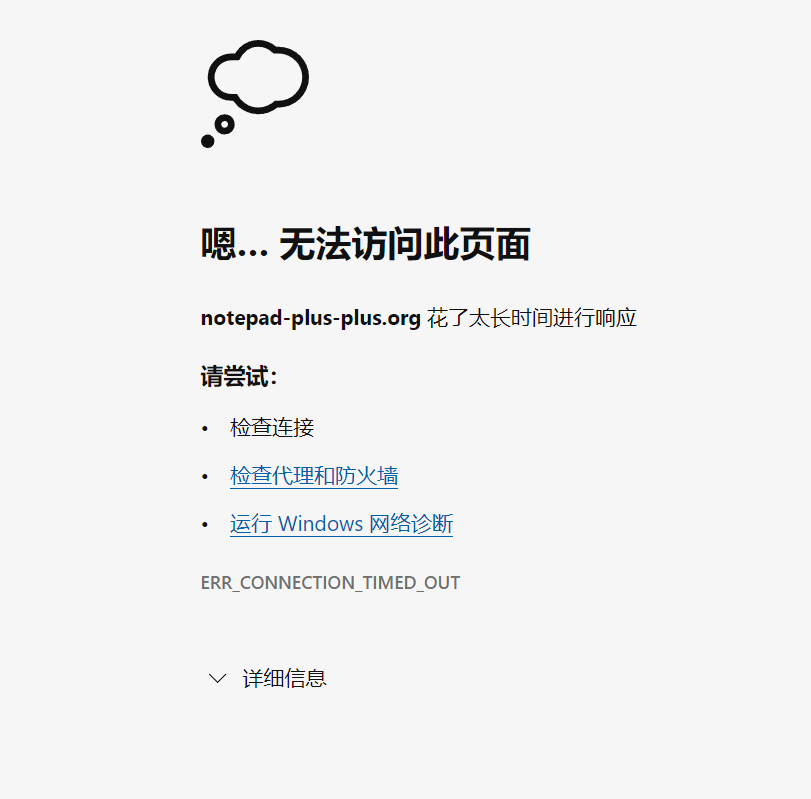 嗯... 无法访问此页面
notepad-plus-plus.org 花了太长时间进行响应
请尝试：
• 检查连接
• 检查代理和防火墙
• 运行 Windows 网络诊断
ERR_CONNECTION_TIMED_OUT
详细信息